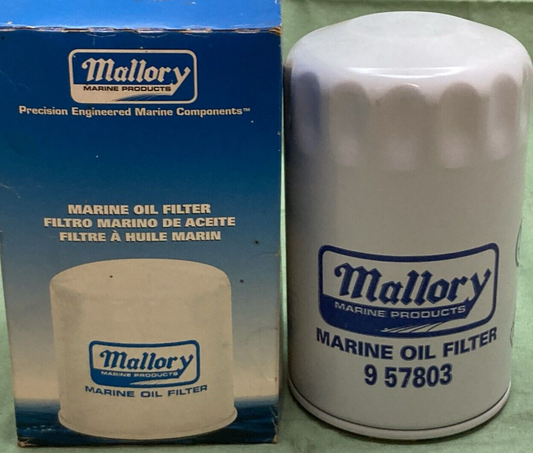 Mallory
MARINE PRODUCTS
Precision Engineered Marine Components™
MARINE OIL FILTER
FILTRO MARINO DE ACEITE
FILTRE À HUILE MARIN
Mallory
MARINE PRODUCTS
MARINE OIL FILTER
Mallory
MARINE PRODUCTS
MARINE OIL FILTER
9 57803